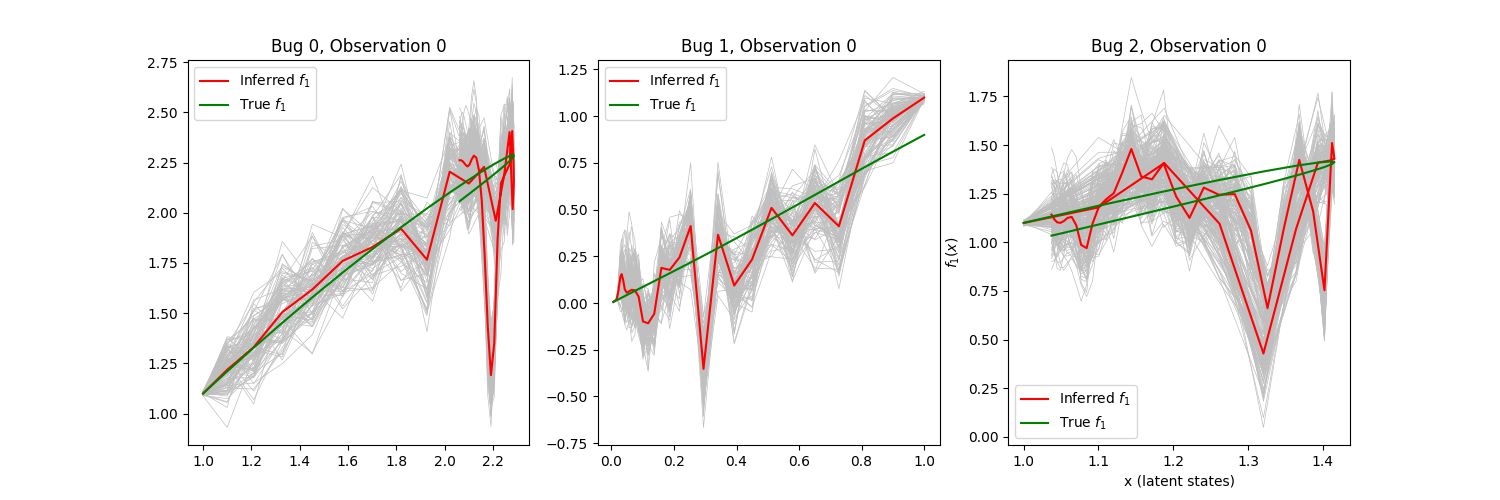 Bug 0, Observation 0
Inferred f₁
True f₁
2.75
2.50
2.25
2.00
1.75
1.50
1.25
1.00
1.0 1.2 1.4 1.6 1.8 2.0 2.2
Bug 1, Observation 0
Inferred f₁
True f₁
1.25
1.00
0.75
0.50
0.25
0.00
−0.25
−0.50
−0.75
0.0 0.2 0.4 0.6 0.8 1.0
Bug 2, Observation 0
f₁(x)
1.75
1.50
1.25
1.00
0.75
0.50
0.25
0.00
Inferred f₁
True f₁
1.0 1.1 1.2 1.3 1.4
x (latent states)